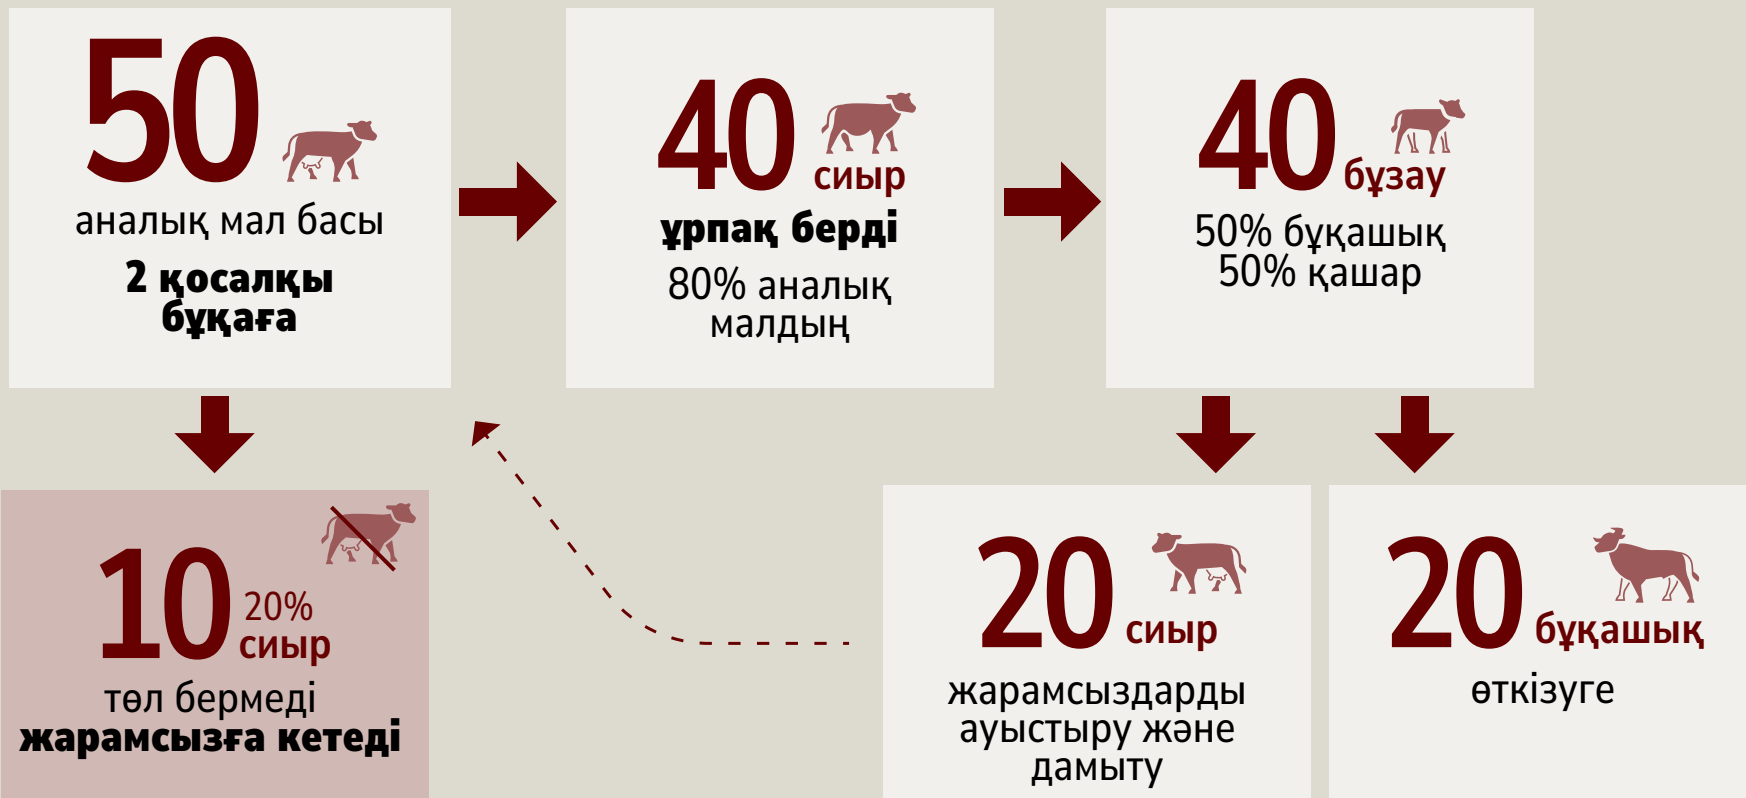 50
аналық мал басы
2 қосалқы
бұқаға
40
сиыр
ұрпақ берді
80% аналық
малдың
40
бұзау
50% бұқашық
50% қашар
10
20%
сиыр
төл бермеді
жарамсызға кетеді
20
сиыр
жарамсыздарды
ауыстыру және
дамыту
20
бұқашық
өткізуге